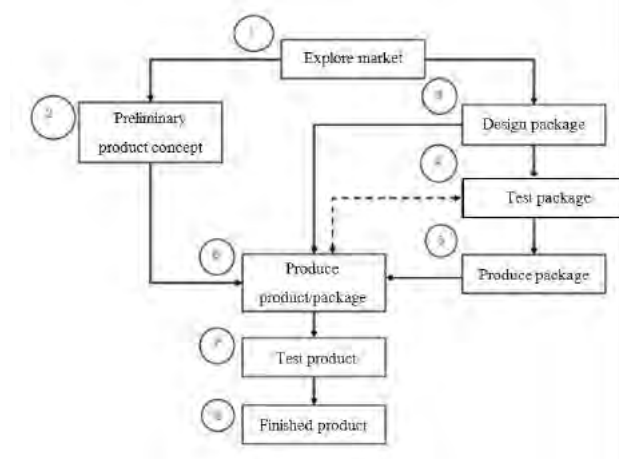 1
Explore market
2
Preliminary
product concept
3
Design package
4
Test package
5
Produce package
6
Produce
product/package
7
Test product
8
Finished product